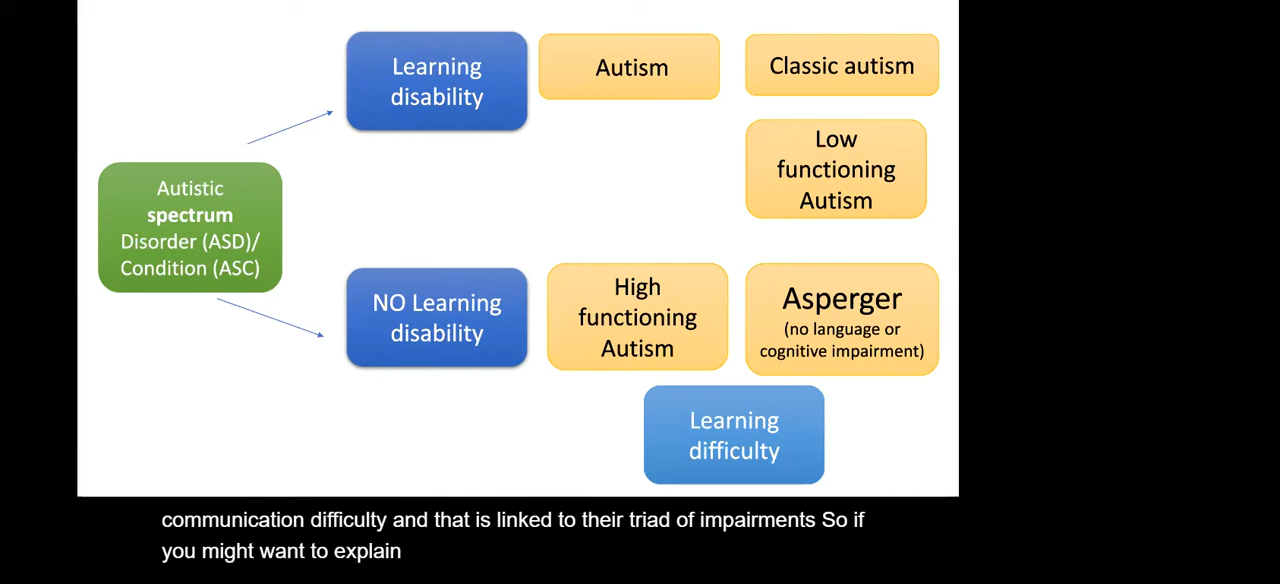 Learning
disability
Autism
Classic autism
Low
functioning
Autism
Autistic
spectrum
Disorder (ASD)/
Condition (ASC)
NO Learning
disability
High
functioning
Autism
Asperger
(no language or
cognitive impairment)
Learning
difficulty
communication difficulty and that is linked to their triad of impairments So if
you might want to explain